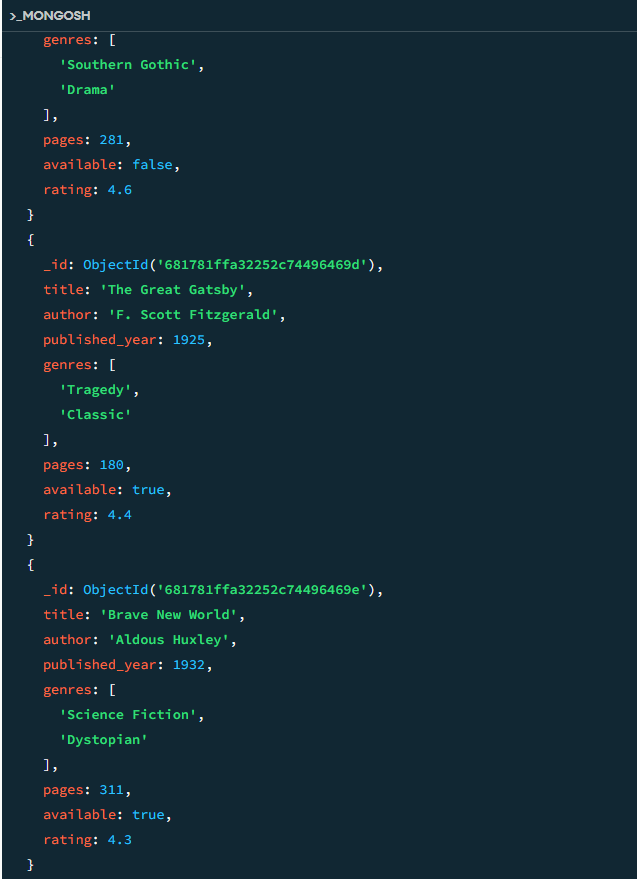 >_MONGOSH
genres: [
'Southern Gothic',
'Drama'
],
pages: 281,
available: false,
rating: 4.6
}
{
_id: ObjectId('681781ffa32252c74496469d'),
title: 'The Great Gatsby',
author: 'F. Scott Fitzgerald',
published_year: 1925,
genres: [
'Tragedy',
'Classic'
],
pages: 180,
available: true,
rating: 4.4
}
{
_id: ObjectId('681781ffa32252c74496469e'),
title: 'Brave New World',
author: 'Aldous Huxley',
published_year: 1932,
genres: [
'Science Fiction',
'Dystopian'
],
pages: 311,
available: true,
rating: 4.3
}